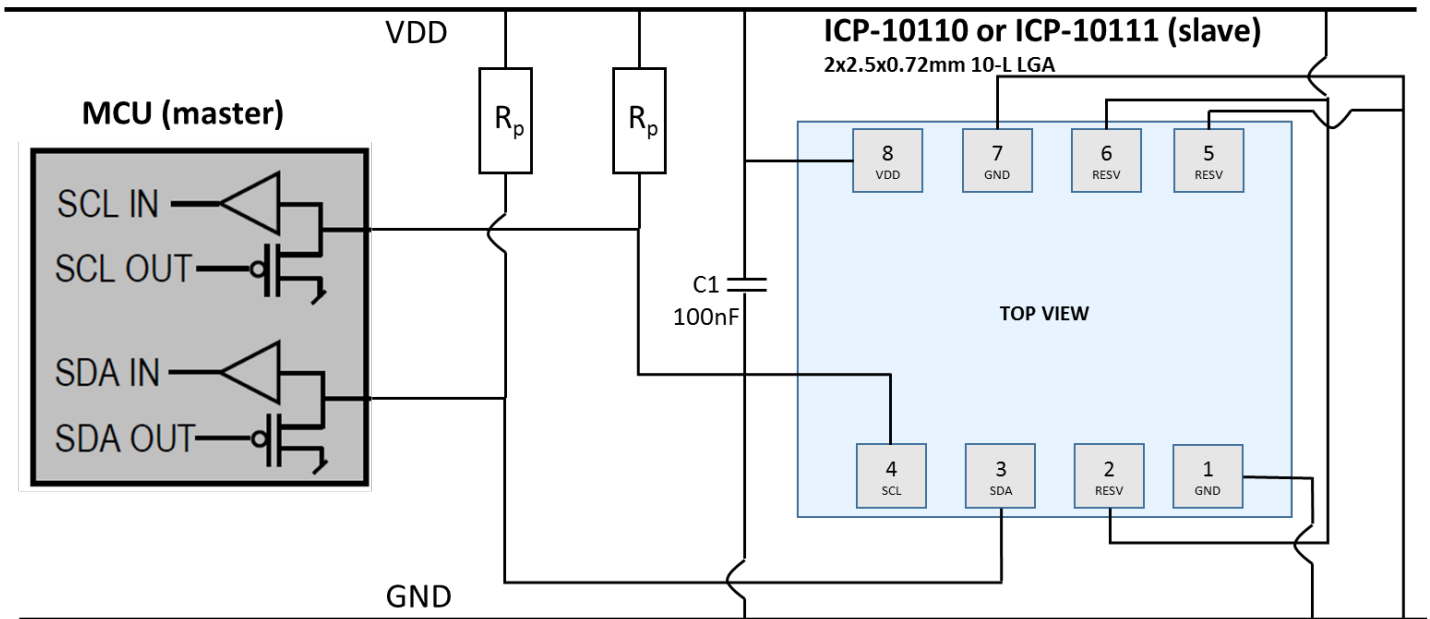 VDD
ICP-10110 or ICP-10111 (slave)
2x2.5x0.72mm 10-L LGA
MCU (master)
Rp
Rp
8
VDD
7
GND
6
RESV
5
RESV
SCL IN
SCL OUT
C1
100nF
TOP VIEW
SDA IN
SDA OUT
4
SCL
3
SDA
2
RESV
1
GND
GND